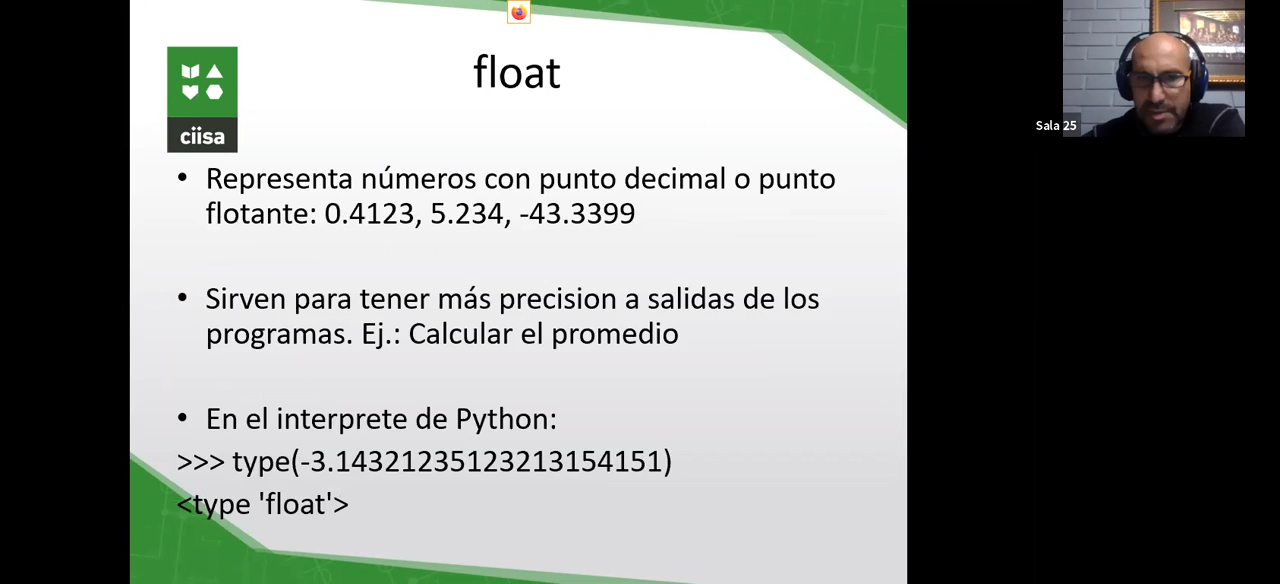 float
ciisa
• Representa números con punto decimal o punto
flotante: 0.4123, 5.234, -43.3399
• Sirven para tener más precision a salidas de los
programas. Ej.: Calcular el promedio
• En el interprete de Python:
>>> type(-3.14321235123213154151)
<type 'float'>
Sala 25